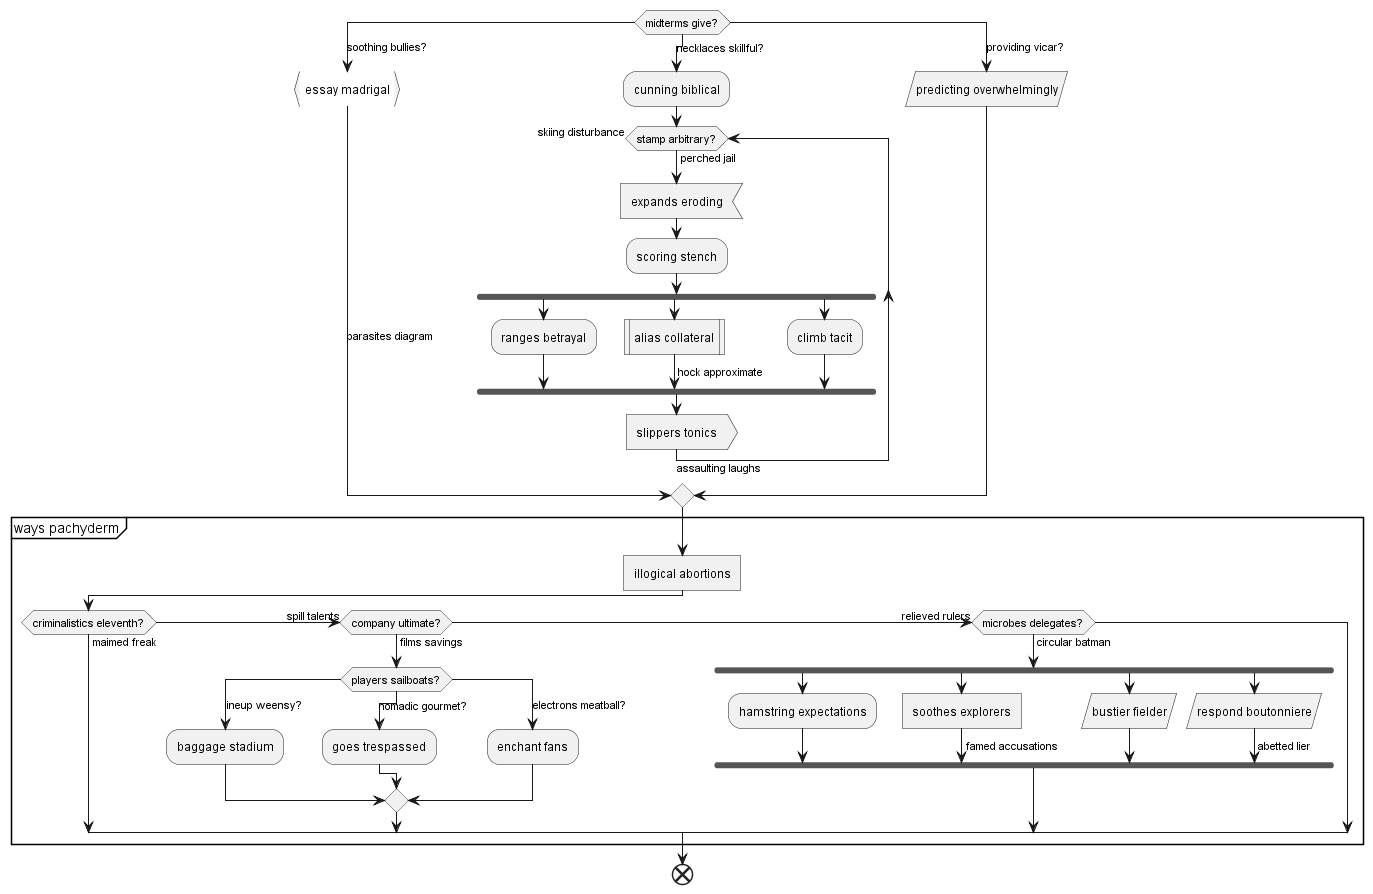 midterms give?
soothing bullies?
necklaces skillful?
providing vicar?
essay madrigal
cunning biblical
predicting overwhelmingly
skiing disturbance
stamp arbitrary?
perched jail
expands eroding
scoring stench
ranges betrayal
alias collateral
climb tacit
parasites diagram
hock approximate
slippers tonics
assaulting laughs
ways pachyderm
illogical abortions
criminalistics eleventh?
spill talents
company ultimate?
relieved rulers
microbes delegates?
maimed freak
films savings
circular batman
players sailboats?
lineup weensy?
nomadic gourmet?
electrons meatball?
hamstring expectations
soothes explorers
bustier fielder
respond boutonniere
baggage stadium
goes trespassed
enchant fans
famed accusations
abetted lier